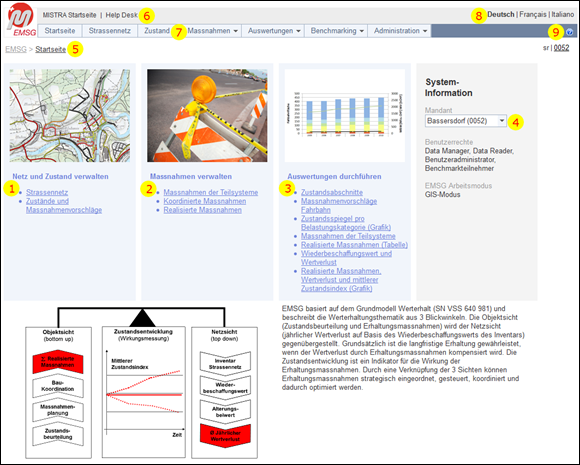 MISTRA Startseite | Help Desk 6
8 Deutsch | Français | Italiano
EMSG
Startseite Strassennetz Zustand 7 Massnahmen Auswertungen Benchmarking Administration 9 ?
EMSG > Startseite 5
sr | 0052
Netz und Zustand verwalten
1 Strassennetz
Zustände und
Massnahmenvorschläge
Massnahmen verwalten
2 Massnahmen der Teilsysteme
Koordinierte Massnahmen
Realisierte Massnahmen
Auswertungen durchführen
3 Zustandsabschnitte
Massnahmenvorschläge
Fahrbahn
Zustandsspiegel pro
Belastungskategorie (Grafik)
Massnahmen der Teilsysteme
Realisierte Massnahmen (Tabelle)
Wiederbeschaffungswert und
Wertverlust
Realisierte Massnahmen,
Wertverlust und mittlerer
Zustandsindex (Grafik)
System-
Information
Mandant
Bassersdorf (0052) 4
Benutzerrechte
Data Manager, Data Reader,
Benutzeradministrator,
Benchmarkteilnehmer
EMSG Arbeitsmodus
GIS-Modus
Objektsicht
(bottom up)
Σ Realisierte
Massnahmen
Bau-
Koordination
Massnahmen-
planung
Zustands-
beurteilung
Zustandsentwicklung
(Wirkungsmessung)
Mittlerer
Zustandsindex
Zeit
Netzsicht
(top down)
Inventar
Strassennetz
Wieder-
beschaffungswert
Alterungs-
beiwert
Ø jährlicher
Wertverlust
EMSG basiert auf dem Grundmodell Werterhalt (SN VSS 640 981) und
beschreibt die Werterhaltungsthematik aus 3 Blickwinkeln. Die Objektsicht
(Zustandsbeurteilung und Erhaltungsmassnahmen) wird der Netzsicht
(jährlicher Wertverlust auf Basis des Wiederbeschaffungswerts des Inventars)
gegenübergestellt. Grundsätzlich ist die langfristige Erhaltung gewährleistet,
wenn der Wertverlust durch Erhaltungsmassnahmen kompensiert wird. Die
Zustandsentwicklung ist ein Indikator für die Wirkung der
Erhaltungsmassnahmen. Durch eine Verknüpfung der 3 Sichten können
Erhaltungsmassnahmen strategisch eingeordnet, gesteuert, koordiniert und
dadurch optimiert werden.